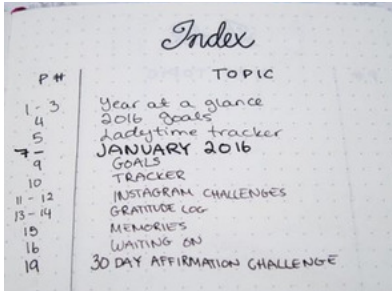 Index
P # TOPIC
1 - 3 Year at a glance
4 2016 goals
5 Ladytime tracker
7 - JANUARY 2016
9 GOALS
10 TRACKER
11 - 12 INSTAGRAM CHALLENGES
13 - 14 GRATITUDE LOG
15 MEMORIES
16 WAITING ON
19 30 DAY AFFIRMATION CHALLENGE